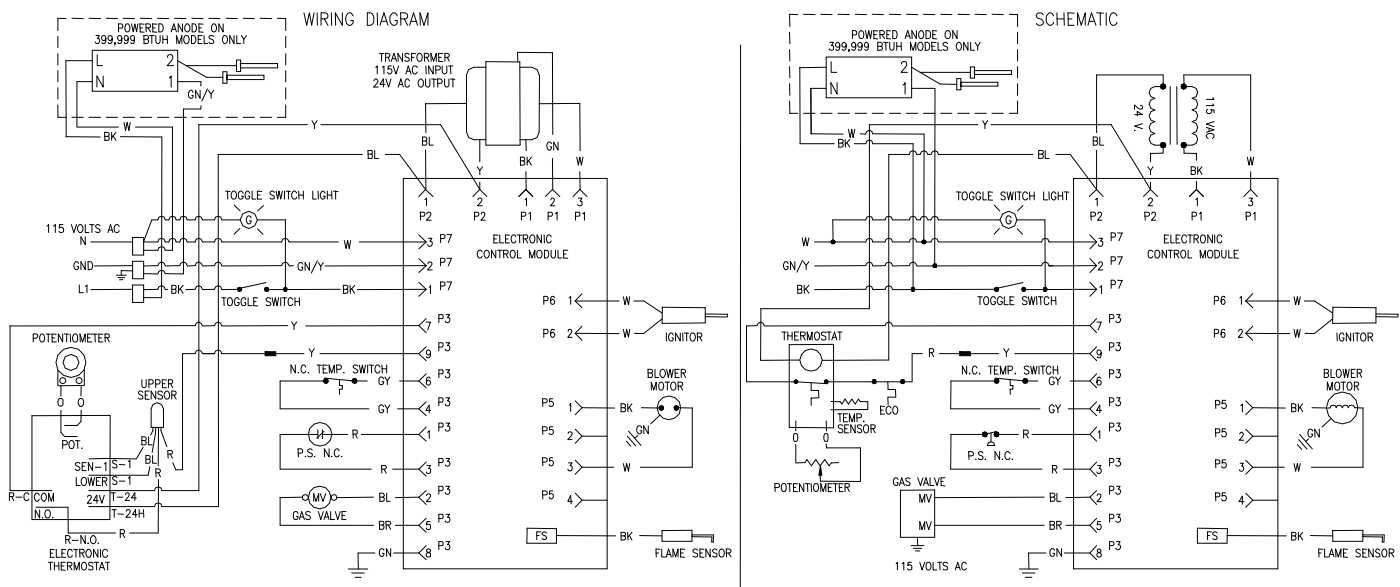 WIRING DIAGRAM
POWERED ANODE ON
399,999 BTUH MODELS ONLY
L
N
2
1
GN/Y
W
BK
TRANSFORMER
115V AC INPUT
24V AC OUTPUT
Y
BL
BL
Y
BK
GN
W
1
P2
2
P2
1
P1
2
P1
3
P1
TOGGLE SWITCH LIGHT
G
115 VOLTS AC
N
W
3 P7
GND
GN/Y
2 P7
L1
BK
TOGGLE SWITCH
BK
1 P7
ELECTRONIC
CONTROL MODULE
P6 1
W
P6 2
W
IGNITOR
Y
7 P3
POTENTIOMETER
Y
9 P3
N.C. TEMP. SWITCH
GY
6 P3
GY
4 P3
UPPER
SENSOR
BLOWER
MOTOR
P5 1
BK
GN
P5 2
P5 3
W
P5 4
P.S. N.C.
R
1 P3
R
3 P3
O
O
POT.
BL
BL
R
R
SEN-1
S-1
LOWER
S-1
R-C
COM
24V
T-24
N.O.
T-24H
R-N.O.
R
ELECTRONIC
THERMOSTAT
MV
BL
2 P3
GAS VALVE
BR
5 P3
GN
8 P3
FS
BK
FLAME SENSOR
SCHEMATIC
POWERED ANODE ON
399,999 BTUH MODELS ONLY
L
N
2
1
W
BK
24 V.
115 VAC
Y
BL
BL
Y
BK
W
1
P2
2
P2
1
P1
3
P1
TOGGLE SWITCH LIGHT
G
W
3 P7
GN/Y
2 P7
BK
TOGGLE SWITCH
1 P7
ELECTRONIC
CONTROL MODULE
P6 1
W
P6 2
W
IGNITOR
7 P3
THERMOSTAT
R
Y
9 P3
N.C. TEMP. SWITCH
GY
6 P3
GY
4 P3
TEMP.
SENSOR
ECO
O
O
POTENTIOMETER
BLOWER
MOTOR
P5 1
BK
GN
P5 2
P5 3
W
P5 4
P.S. N.C.
R
1 P3
R
3 P3
GAS VALVE
MV
BL
2 P3
MV
BR
5 P3
GN
8 P3
115 VOLTS AC
FS
BK
FLAME SENSOR